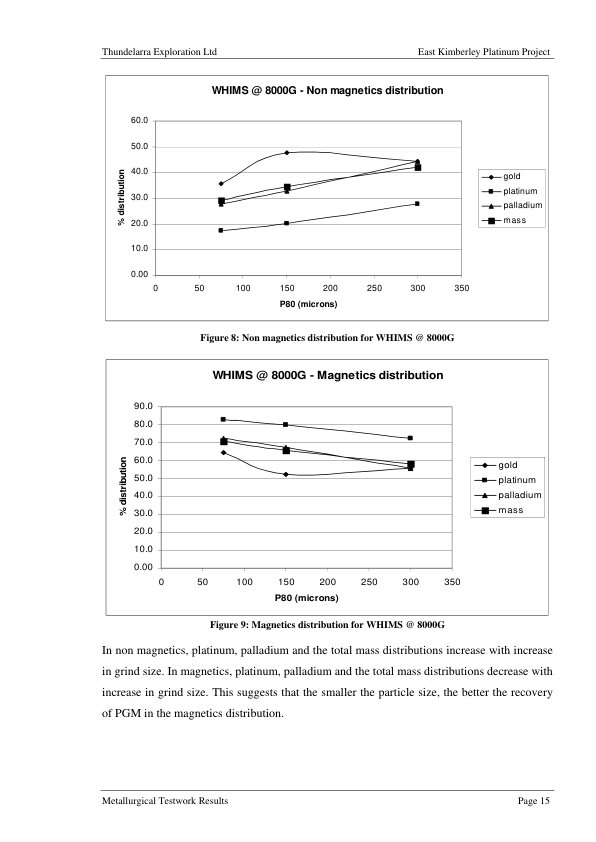 Thundelarra Exploration Ltd East Kimberley Platinum Project
WHIMS @ 8000G - Non magnetics distribution
60.0
50.0
40.0
30.0
20.0
10.0
0.00
% distribution
0 50 100 150 200 250 300 350
P80 (microns)
gold
platinum
palladium
mass
Figure 8: Non magnetics distribution for WHIMS @ 8000G
WHIMS @ 8000G - Magnetics distribution
90.0
80.0
70.0
60.0
50.0
40.0
30.0
20.0
10.0
0.00
% distribution
0 50 100 150 200 250 300 350
P80 (microns)
gold
platinum
palladium
mass
Figure 9: Magnetics distribution for WHIMS @ 8000G
In non magnetics, platinum, palladium and the total mass distributions increase with increase
in grind size. In magnetics, platinum, palladium and the total mass distributions decrease with
increase in grind size. This suggests that the smaller the particle size, the better the recovery
of PGM in the magnetics distribution.
Metallurgical Testwork Results Page 15